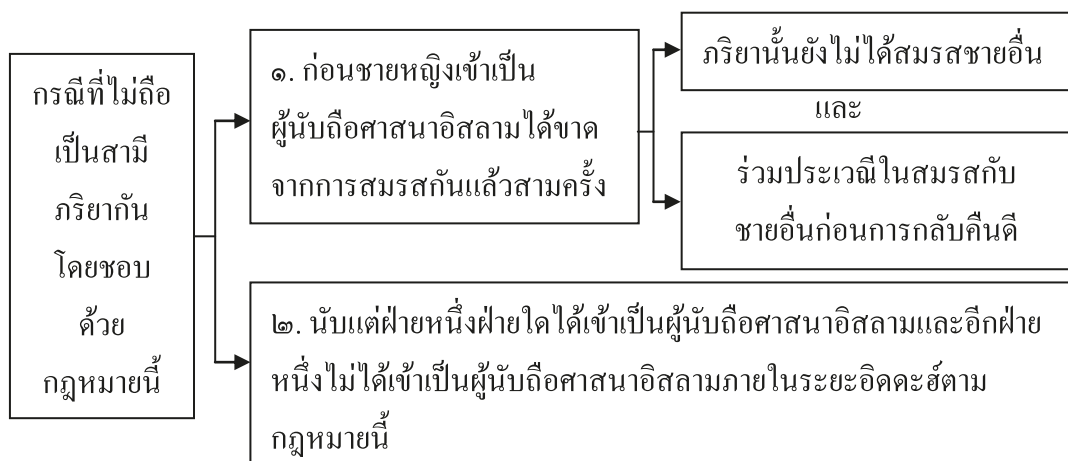 กรณีที่ไม่ถือ
เป็นสามี
ภริยากัน
โดยชอบ
ด้วย
กฎหมายนี้
๑. ก่อนชายหญิงเข้าเป็น
ผู้นับถือศาสนาอิสลามได้ขาด
จากการสมรสกันแล้วสามครั้ง
ภริยานั้นยังไม่ได้สมรสชายอื่น
และ
ร่วมประเวณีในสมรสกับ
ชายอื่นก่อนการกลับคืนดี
๒. นับแต่ฝ่ายหนึ่งฝ่ายใดได้เข้าเป็นผู้นับถือศาสนาอิสลามและอีกฝ่าย
หนึ่งไม่ได้เข้าเป็นผู้นับถือศาสนาอิสลามภายในระยะอิดดะฮ์ตาม
กฎหมายนี้